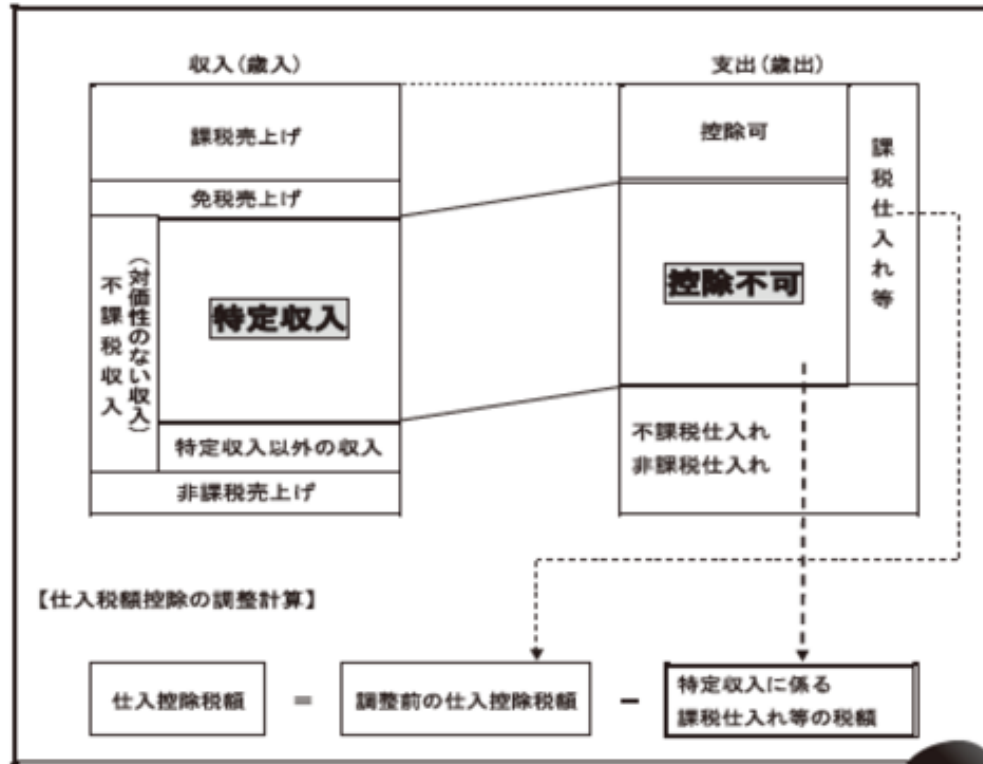 収入(歳入)
支出(歳出)
課税売上げ
免税売上げ
不課税収入
(対価性のない収入)
特定収入
特定収入以外の収入
非課税売上げ
控除可
控除不可
課税仕入れ等
不課税仕入れ
非課税仕入れ
【仕入税額控除の調整計算】
仕入控除税額 = 調整前の仕入控除税額 − 特定収入に係る
課税仕入れ等の税額